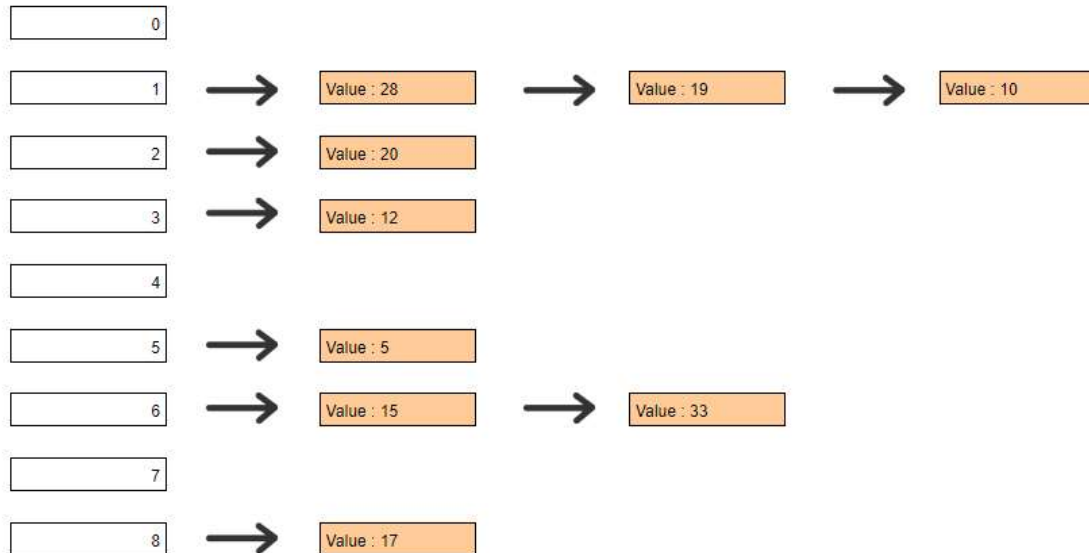 0
1 Value : 28 Value : 19 Value : 10
2 Value : 20
3 Value : 12
4
5 Value : 5
6 Value : 15 Value : 33
7
8 Value : 17